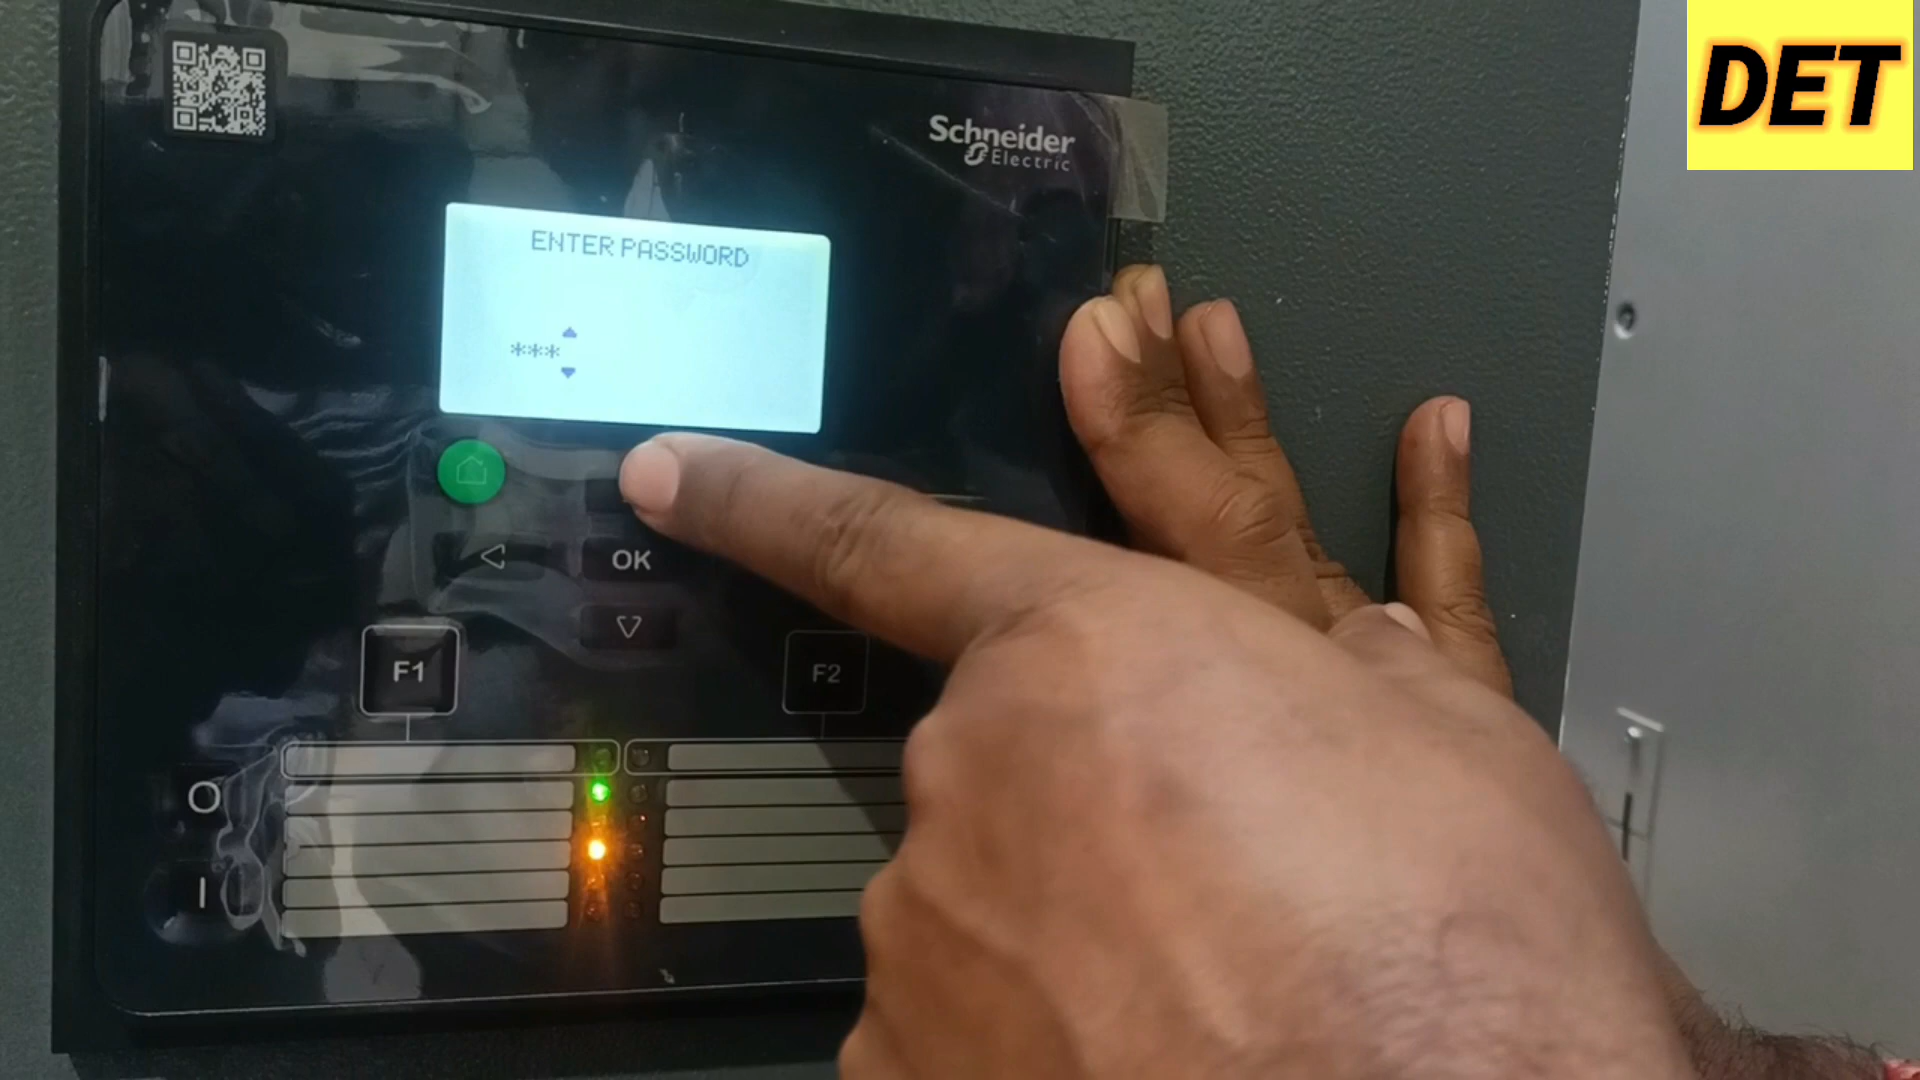 DET
Schneider
Electric
ENTER PASSWORD
***
OK
F1
F2
O
I